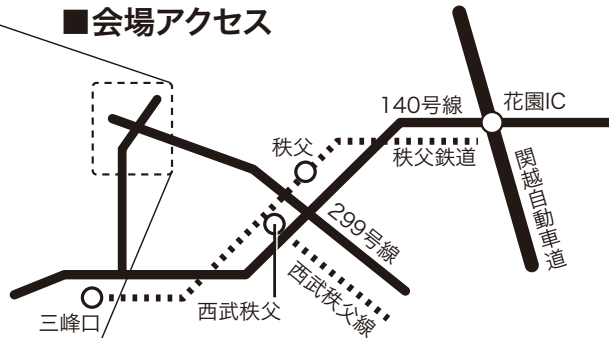 ■会場アクセス
140号線
花園IC
秩父
秩父鉄道
関越自動車道
299号線
西武秩父線
西武秩父
三峰口